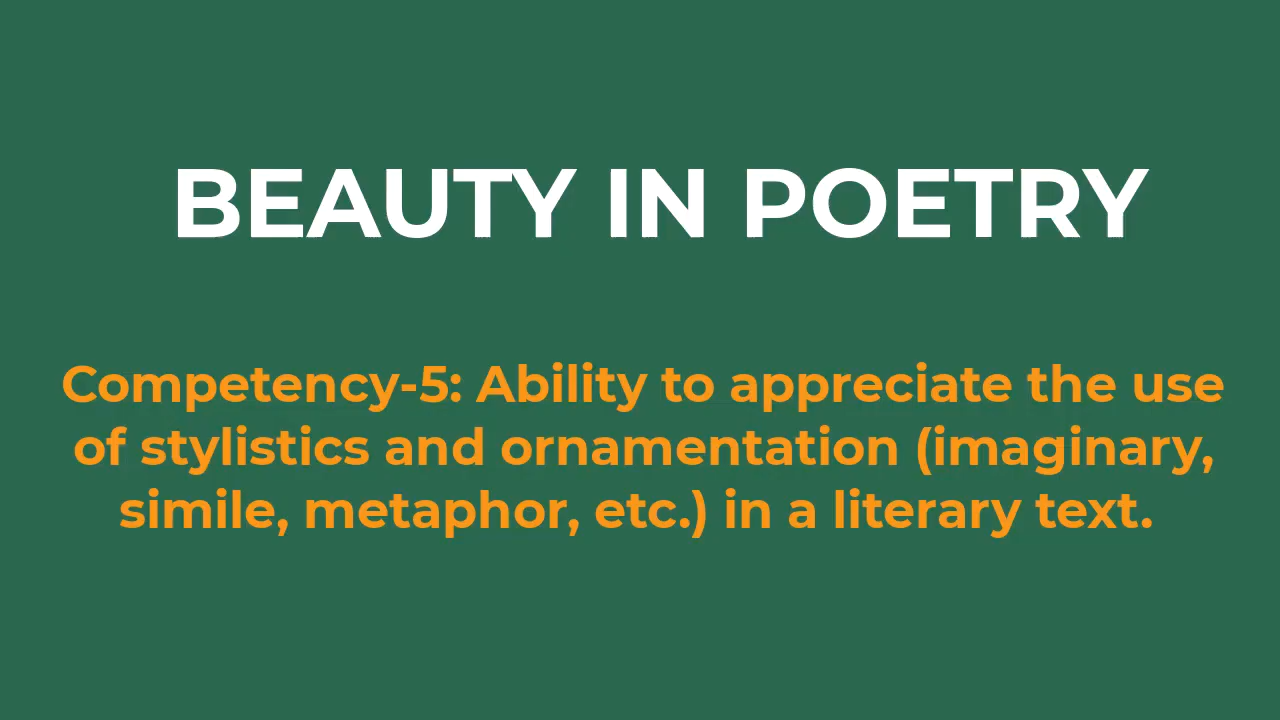 BEAUTY IN POETRY
Competency-5: Ability to appreciate the use
of stylistics and ornamentation (imaginary,
simile, metaphor, etc.) in a literary text.